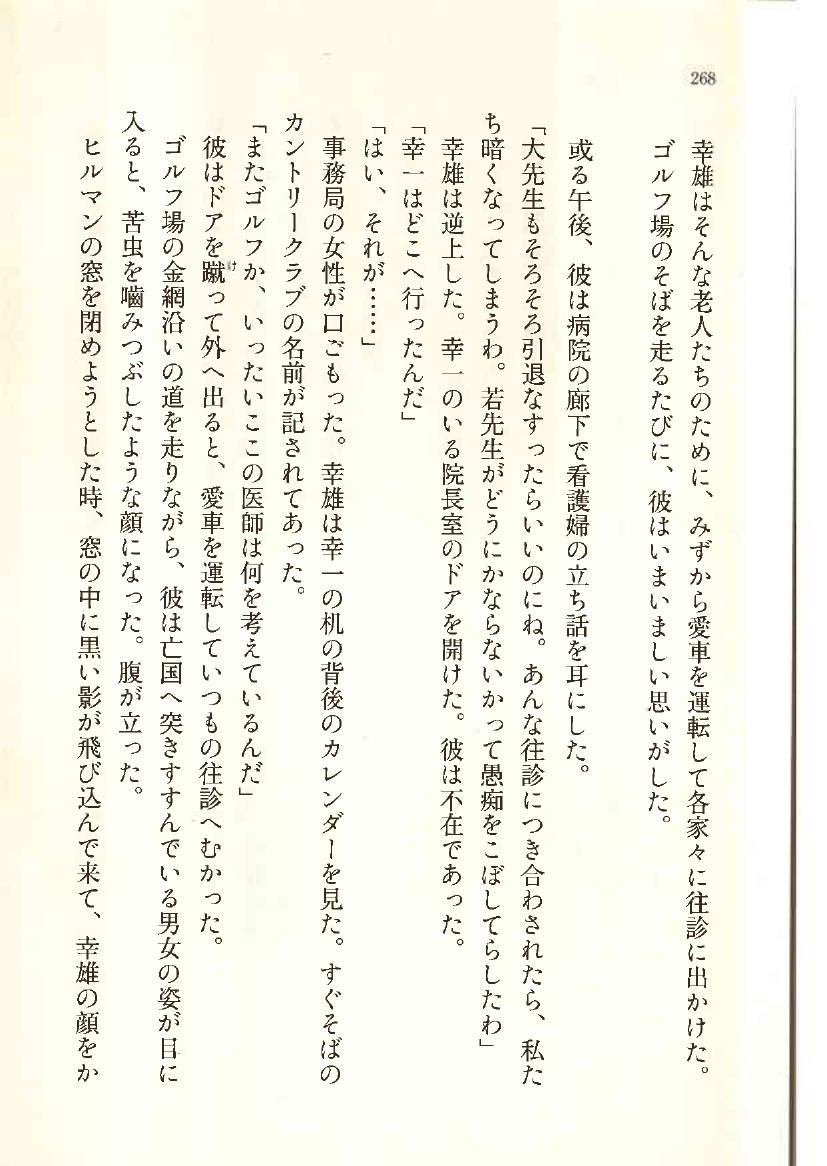 268
幸雄はそんな老人たちのために、みずから愛車を運転して各家々に往診に出かけた。
ゴルフ場のそばを走るたびに、彼はいまいましい思いがした。
或る午後、彼は病院の廊下で看護婦の立ち話を耳にした。
「大先生もそろそろ引退なすったらいいのにね。あんな往診につき合わされたら、私た
ち暗くなってしまうわ。若先生がどうにかならないかって愚痴をこぼしてらしたわ」
幸雄は逆上した。幸一のいる院長室のドアを開けた。彼は不在であった。
「幸一はどこへ行ったんだ」
「はい、それが……」
事務局の女性が口ごもった。幸雄は幸一の机の背後のカレンダーを見た。すぐそばの
カントリークラブの名前が記されてあった。
「またゴルフか、いったいここの医師は何を考えているんだ」
彼はドアを蹴って外へ出ると、愛車を運転していつもの往診へむかった。
け
ゴルフ場の金網沿いの道を走りながら、彼は亡国へ突きすすんでいる男女の姿が目に
入ると、苦虫を嚙みつぶしたような顔になった。腹が立った。
ヒルマンの窓を閉めようとした時、窓の中に黒い影が飛び込んで来て、幸雄の顔をか